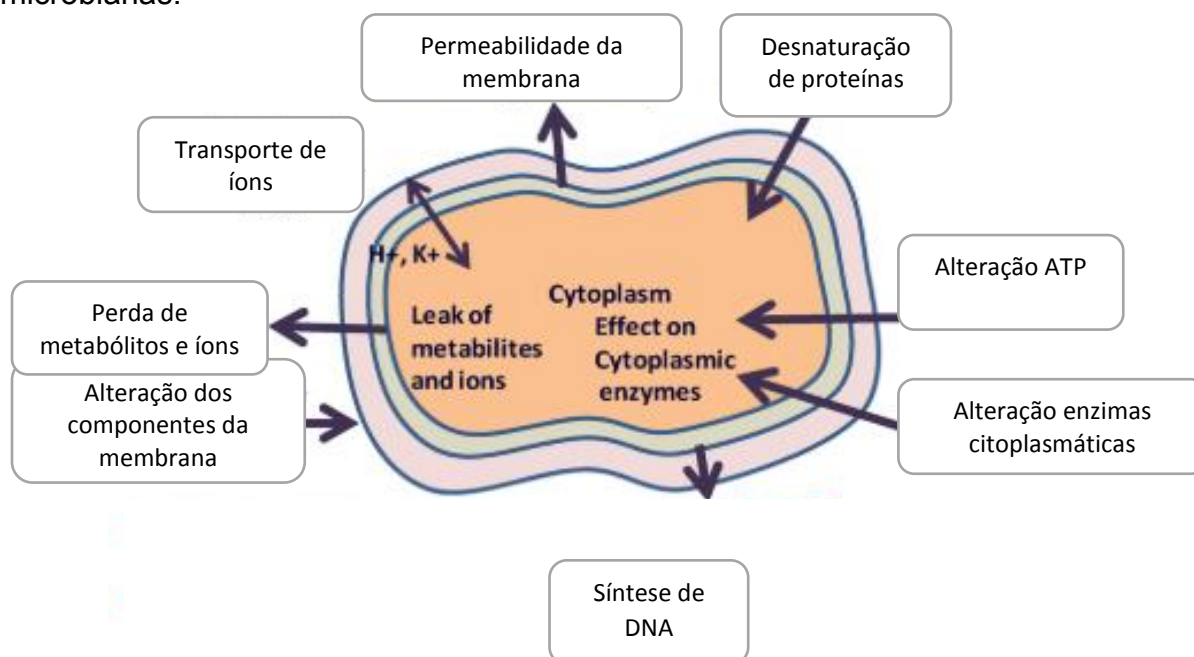 microbianas.
Permeabilidade da
membrana
Desnaturação
de proteínas
Transporte de
íons
H+, K+
Alteração ATP
Perda de
metabólitos e íons
Leak of
metabilites
and ions
Cytoplasm
Effect on
Cytoplasmic
enzymes
Alteração dos
componentes da
membrana
Alteração enzimas
citoplasmáticas
Síntese de
DNA